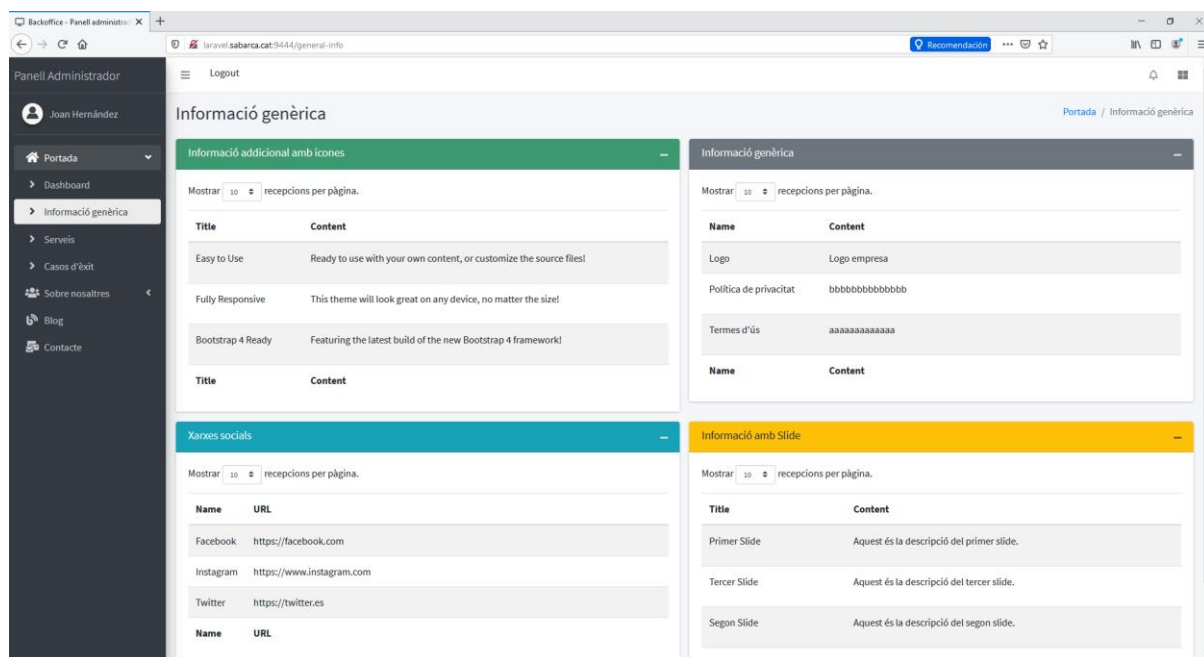 Backoffice - Panell administrac
laravel.sabarca.cat:9444/general-info
Recomendación
Panell Administrador
Logout
Joan Hernández
Portada
Dashboard
Informació genèrica
Serveis
Casos d'èxit
Sobre nosaltres
Blog
Contacte
Informació genèrica
Portada / Informació genèrica
Informació addicional amb icones
Mostrar 10 recepcions per pàgina.
Title Content
Easy to Use Ready to use with your own content, or customize the source files!
Fully Responsive This theme will look great on any device, no matter the size!
Bootstrap 4 Ready Featuring the latest build of the new Bootstrap 4 framework!
Title Content
Informació genèrica
Mostrar 10 recepcions per pàgina.
Name Content
Logo Logo empresa
Política de privacitat bbbbbbbbbbbbbb
Termes d'ús aaaaaaaaaaaaa
Name Content
Xarxes socials
Mostrar 10 recepcions per pàgina.
Name URL
Facebook https://facebook.com
Instagram https://www.instagram.com
Twitter https://twitter.es
Name URL
Informació amb Slide
Mostrar 10 recepcions per pàgina.
Title Content
Primer Slide Aquest és la descripció del primer slide.
Tercer Slide Aquest és la descripció del tercer slide.
Segon Slide Aquest és la descripció del segon slide.